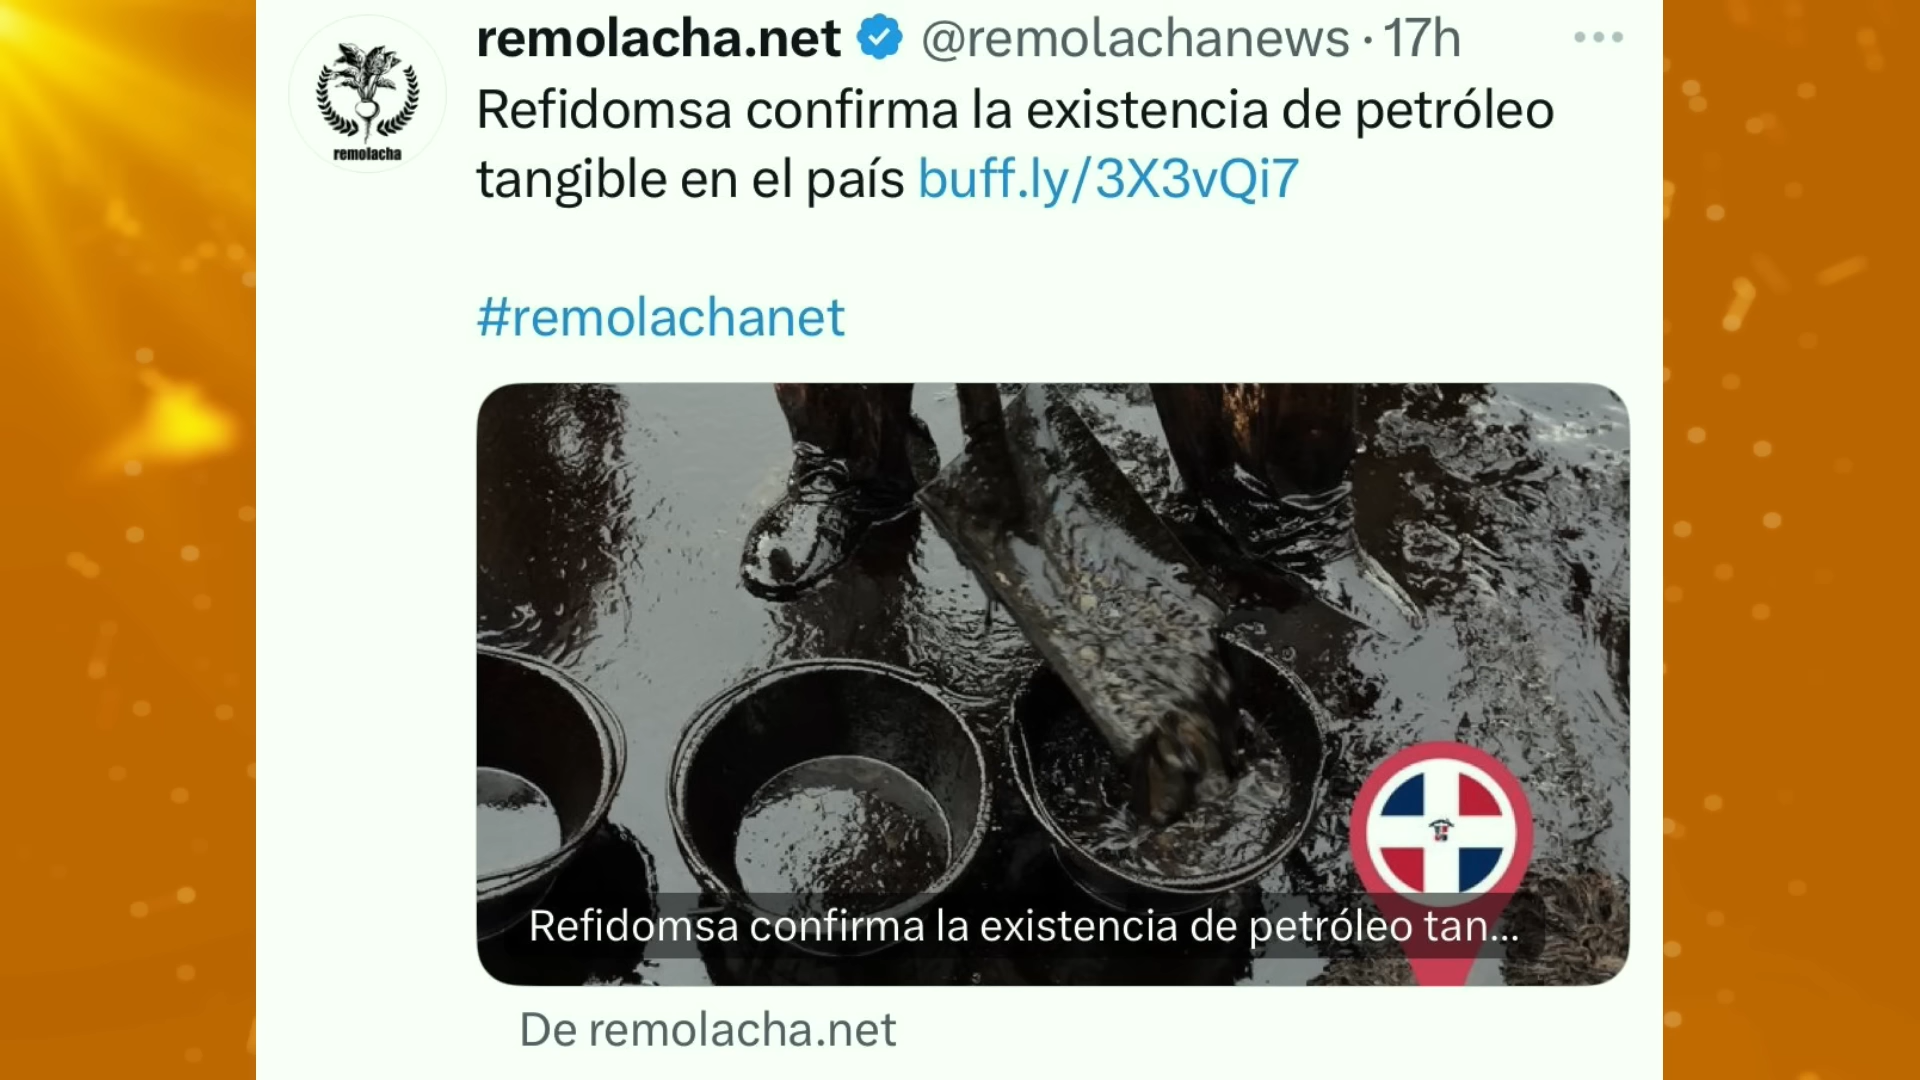 remolacha.net @remolachanews · 17h
remolacha
Refidomsa confirma la existencia de petróleo
tangible en el país buff.ly/3X3vQi7
#remolachanet
Refidomsa confirma la existencia de petróleo tan...
De remolacha.net